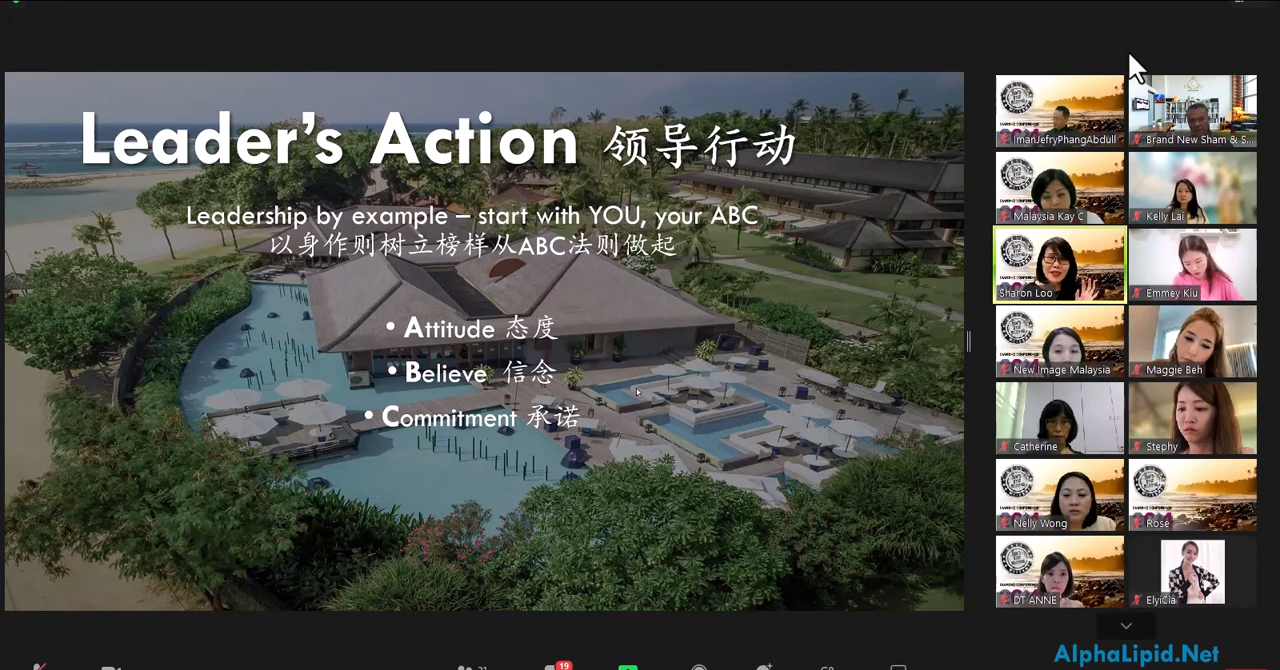 Leader's Action 领导行动
Leadership by example – start with YOU, your ABC
以身作则树立榜样从ABC法则做起
• Attitude 态度
• Believe 信念
• Commitment 承诺
ImanJefryPhangAbdull
Brand New Sham & S...
Malaysia Kay C
Kelly Lai
Sharon Loo
Emmey Kiu
New Image Malaysia
Maggie Beh
Catherine
Stephy
Nelly Wong
Rose
DT ANNE
ElyiCia
19
AlphaLipid.Net